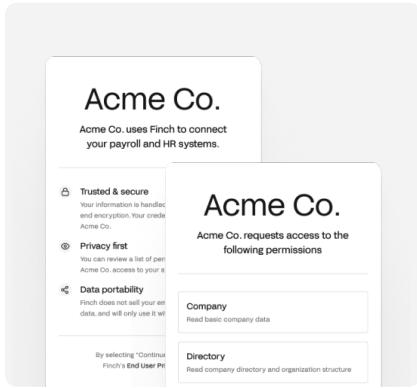 Acme Co.
Acme Co. uses Finch to connect
your payroll and HR systems.
Trusted & secure
Your information is handled
end encryption. Your crede
Acme Co.
Privacy first
You can review a list of per
Acme Co. access to your s
Data portability
Finch does not sell your em
data, and will only use it wi
By selecting "Continu
Finch's End User Pri
Acme Co.
Acme Co. requests access to the
following permissions
Company
Read basic company data
Directory
Read company directory and organization structure